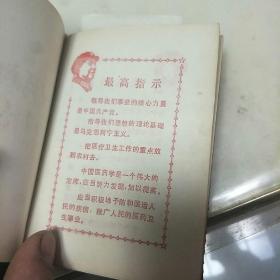 最高指示
领导我们事业的核心力量
是中国共产党。
指导我们思想的理论基础
是马克思列宁主义。
把医疗卫生工作的重点放
到农村去。
中国医药学是一个伟大的
宝库，应当努力发掘，加以提高。
应当积极地予防和医治人
民的疾病，推广人民的医药卫
生事业。